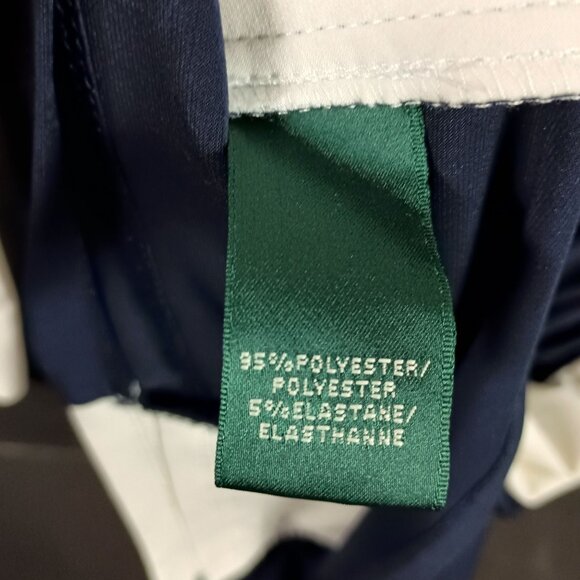 95%POLYESTER/
POLYESTER
5%ELASTANE/
ELASTHANNE